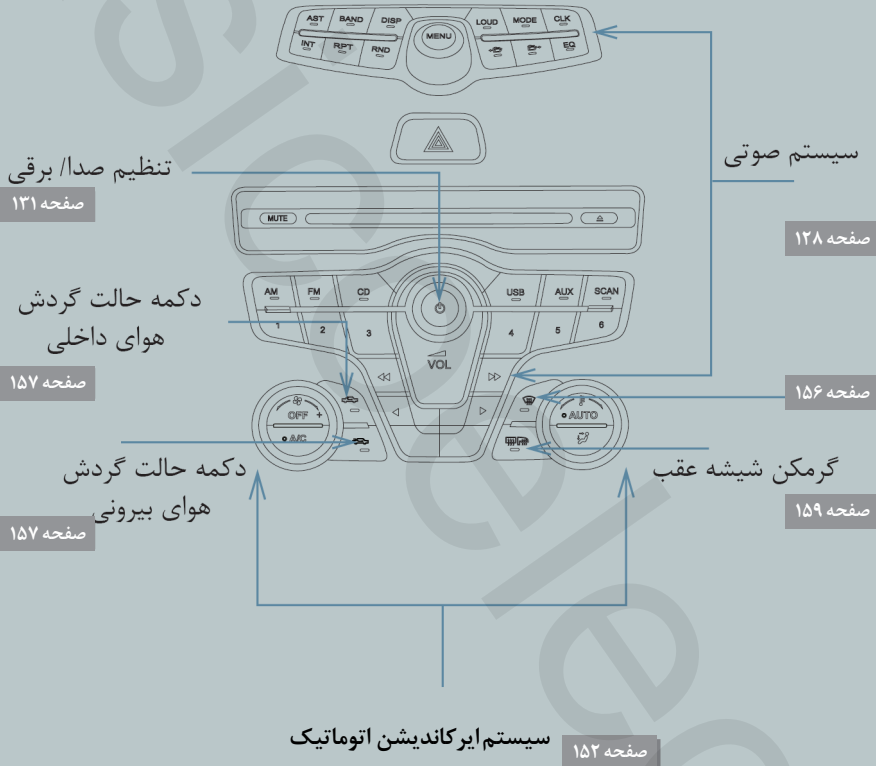 AST BAND DISP MENU LOUD MODE CLK
INT RPT RND EQ
سیستم صوتی
صفحه ۱۲۸
تنظیم صدا/ برقی
صفحه ۱۳۱
MUTE
AM FM CD USB AUX SCAN
1 2 3 4 5 6
VOL
دکمه حالت گردش
هوای داخلی
صفحه ۱۵۷
صفحه ۱۵۶
OFF +
A/C
AUTO
دکمه حالت گردش
هوای بیرونی
صفحه ۱۵۷
گرمکن شیشه عقب
صفحه ۱۵۹
سیستم ایرکاندیشن اتوماتیک
صفحه ۱۵۲